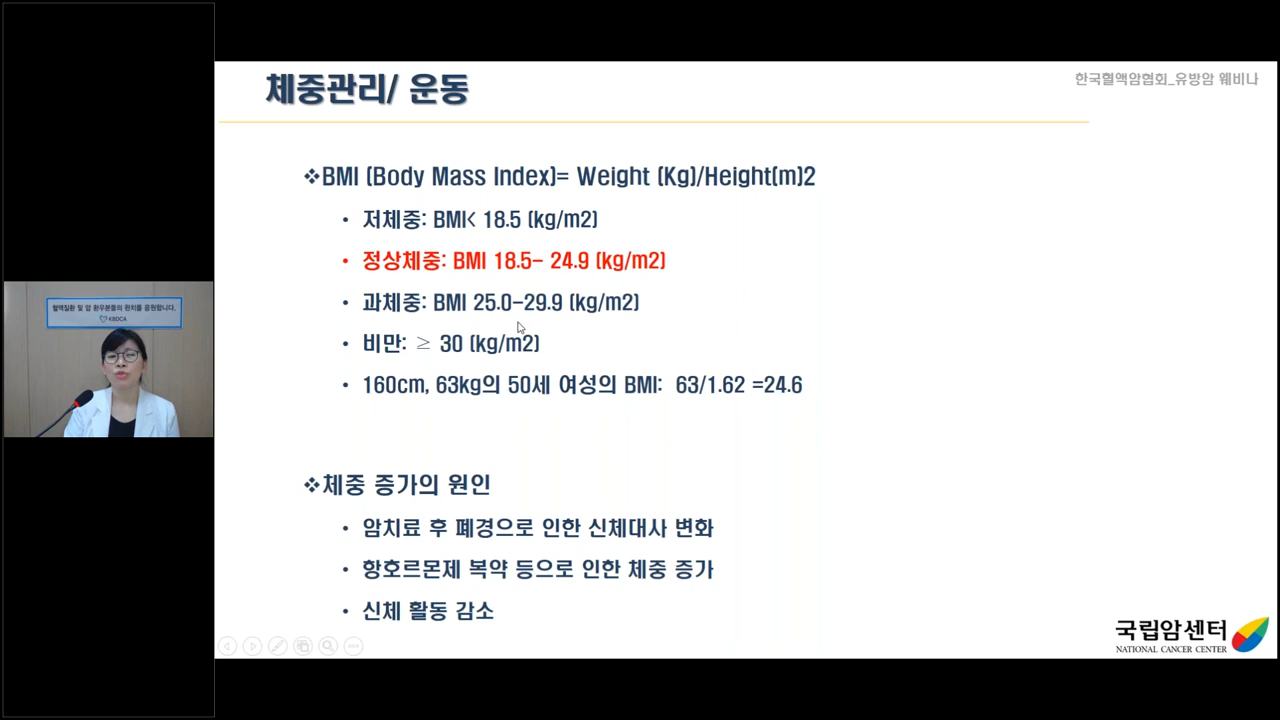 체중관리/ 운동
한국혈액암협회_유방암 웨비나
❖BMI (Body Mass Index)= Weight (Kg)/Height(m)2
• 저체중: BMI< 18.5 (kg/m2)
• 정상체중: BMI 18.5- 24.9 (kg/m2)
• 과체중: BMI 25.0-29.9 (kg/m2)
• 비만: ≥ 30 (kg/m2)
• 160cm, 63kg의 50세 여성의 BMI: 63/1.62 =24.6
❖체중 증가의 원인
• 암치료 후 폐경으로 인한 신체대사 변화
• 항호르몬제 복약 등으로 인한 체중 증가
• 신체 활동 감소
혈액질환 및 암 환우분들의 완치를 응원합니다.
KBDCA
국립암센터
NATIONAL CANCER CENTER